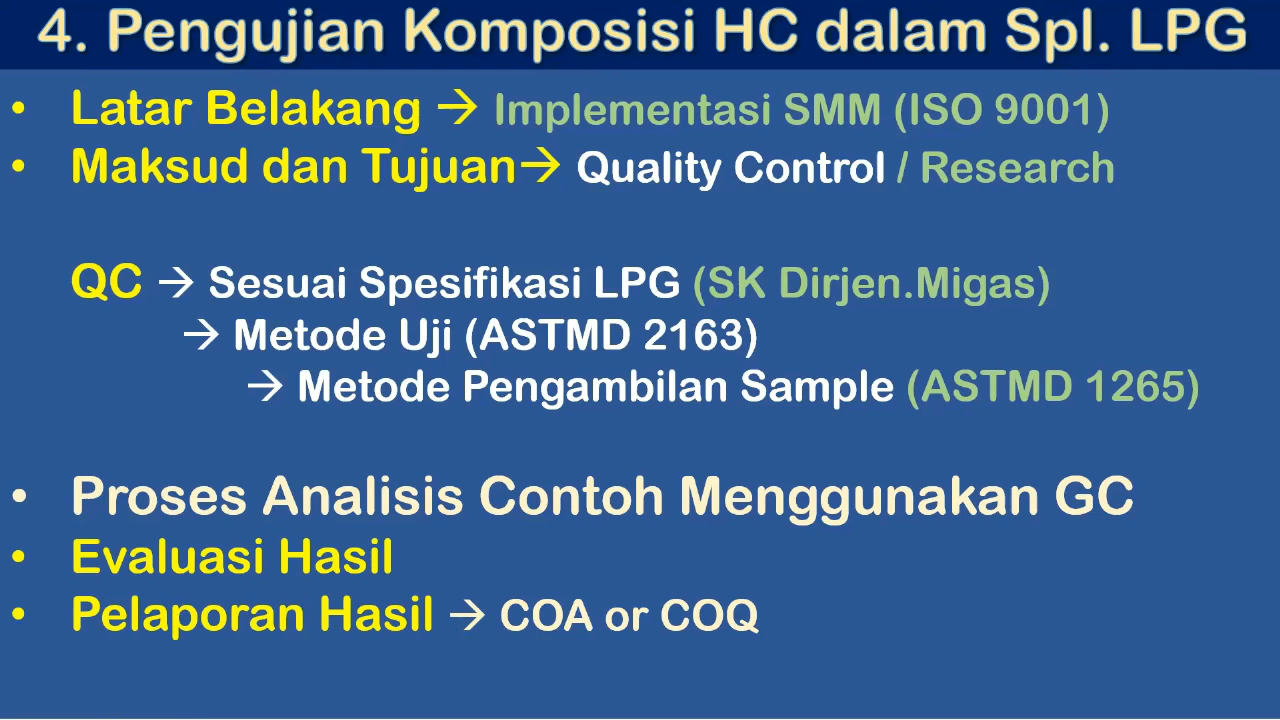 4. Pengujian Komposisi HC dalam Spl. LPG
• Latar Belakang → Implementasi SMM (ISO 9001)
• Maksud dan Tujuan→ Quality Control / Research
QC → Sesuai Spesifikasi LPG (SK Dirjen.Migas)
→ Metode Uji (ASTMD 2163)
→ Metode Pengambilan Sample (ASTMD 1265)
• Proses Analisis Contoh Menggunakan GC
• Evaluasi Hasil
• Pelaporan Hasil → COA or COQ